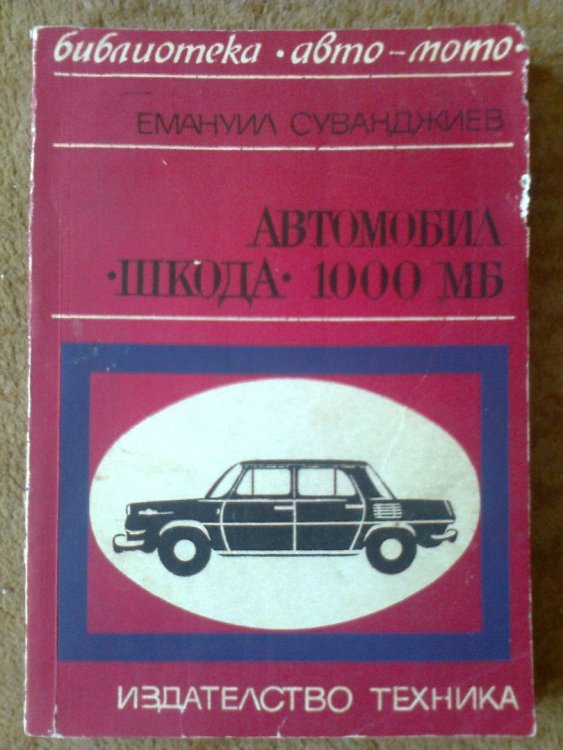 библиотека • авто – мото •
ЕМАНУИЛ СУВАНДЖИЕВ
АВТОМОБИЛ
•ШКОДА• 1000 МБ
ИЗДАТЕЛСТВО ТЕХНИКА